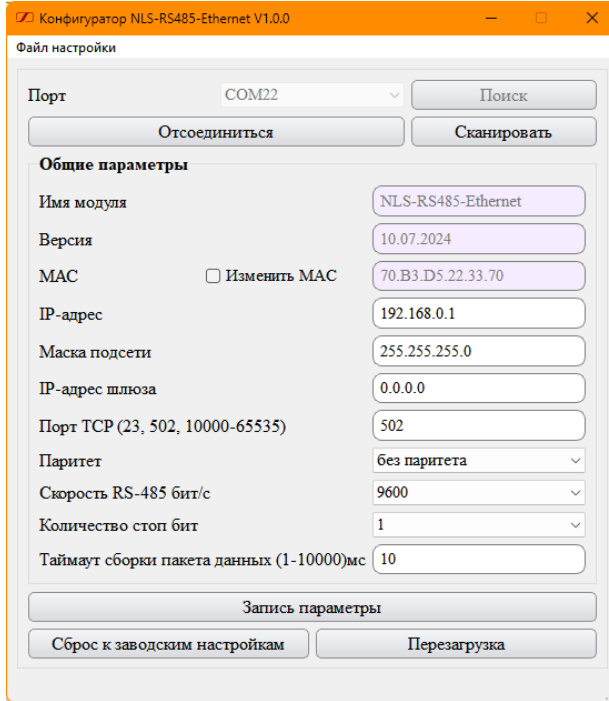 Конфигуратор NLS-RS485-Ethernet V1.0.0
Файл настройки
Порт COM22 Поиск
Отсоединиться Сканировать
Общие параметры
Имя модуля NLS-RS485-Ethernet
Версия 10.07.2024
MAC Изменить MAC 70.B3.D5.22.33.70
IP-адрес 192.168.0.1
Маска подсети 255.255.255.0
IP-адрес шлюза 0.0.0.0
Порт TCP (23, 502, 10000-65535) 502
Паритет без паритета
Скорость RS-485 бит/с 9600
Количество стоп бит 1
Таймаут сборки пакета данных (1-10000)мс 10
Запись параметры
Сброс к заводским настройкам Перезагрузка